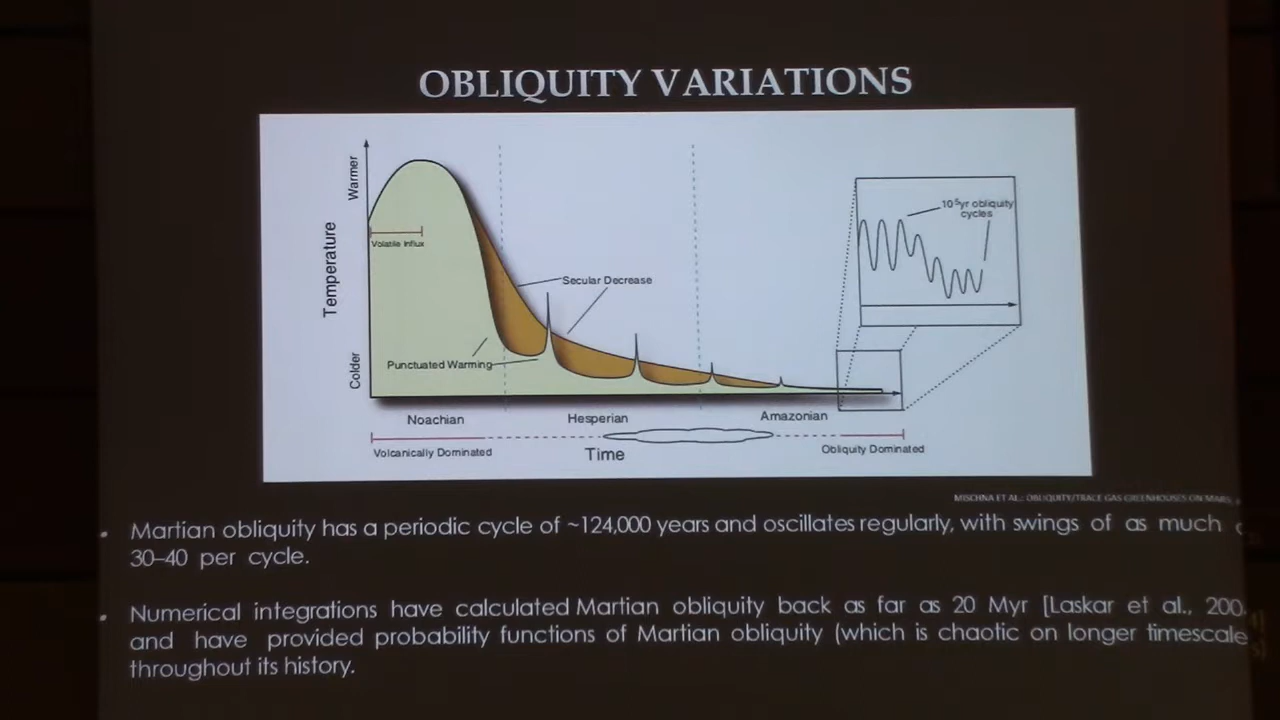 OBLIQUITY VARIATIONS
Warmer
Temperature
Colder
Volatile Influx
Secular Decrease
Punctuated Warming
10⁵yr obliquity
cycles
Noachian
Hesperian
Amazonian
Volcanically Dominated
Time
Obliquity Dominated
MISCHNA ET AL.: OBLIQUITY/TRACE GAS GREENHOUSES ON MARS,
• Martian obliquity has a periodic cycle of ~124,000 years and oscillates regularly, with swings of as much
30–40 per cycle.
• Numerical integrations have calculated Martian obliquity back as far as 20 Myr [Laskar et al., 200
and have provided probability functions of Martian obliquity (which is chaotic on longer timescale
throughout its history.